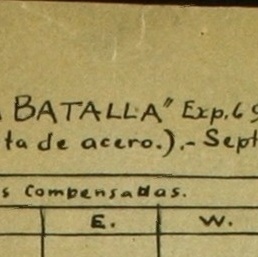 BATALLA" Exp. 6
ta de acero.).- Sept
s Compensadas.
E. W.